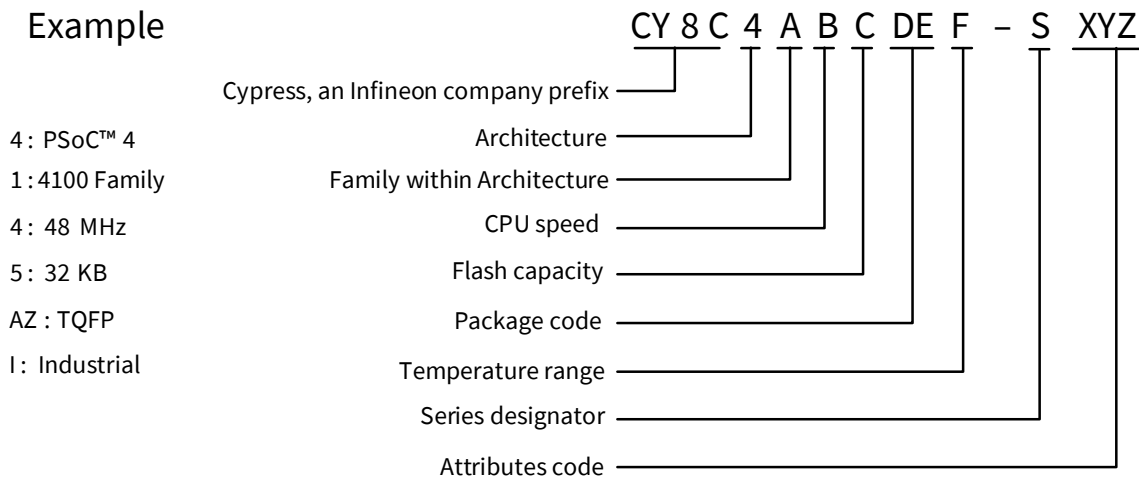 Example CY 8 C 4 A B C DE F – S XYZ
Cypress, an Infineon company prefix
4 : PSoC™ 4 Architecture
1 : 4100 Family Family within Architecture
4 : 48 MHz CPU speed
5 : 32 KB Flash capacity
AZ : TQFP Package code
I : Industrial Temperature range
Series designator
Attributes code